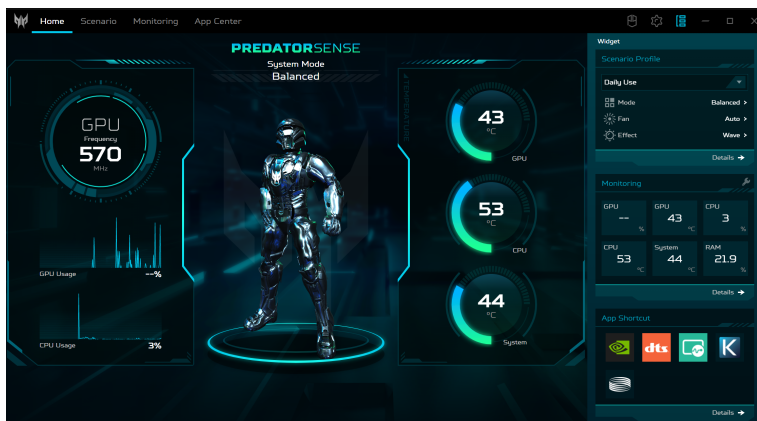 Home Scenario Monitoring App Center
PREDATORSENSE
System Mode
Balanced
GPU
Frequency
570
MHz
GPU Usage --%
CPU Usage 3%
TEMPERATURE
43
°C
GPU
53
°C
CPU
44
°C
System
Widget
Scenario Profile
Daily Use
Mode Balanced >
Fan Auto >
Effect Wave >
Details →
Monitoring
GPU GPU CPU
-- 43 3
% °C %
CPU System RAM
53 44 21.9
°C °C %
Details →
App Shortcut
dts K
Details →